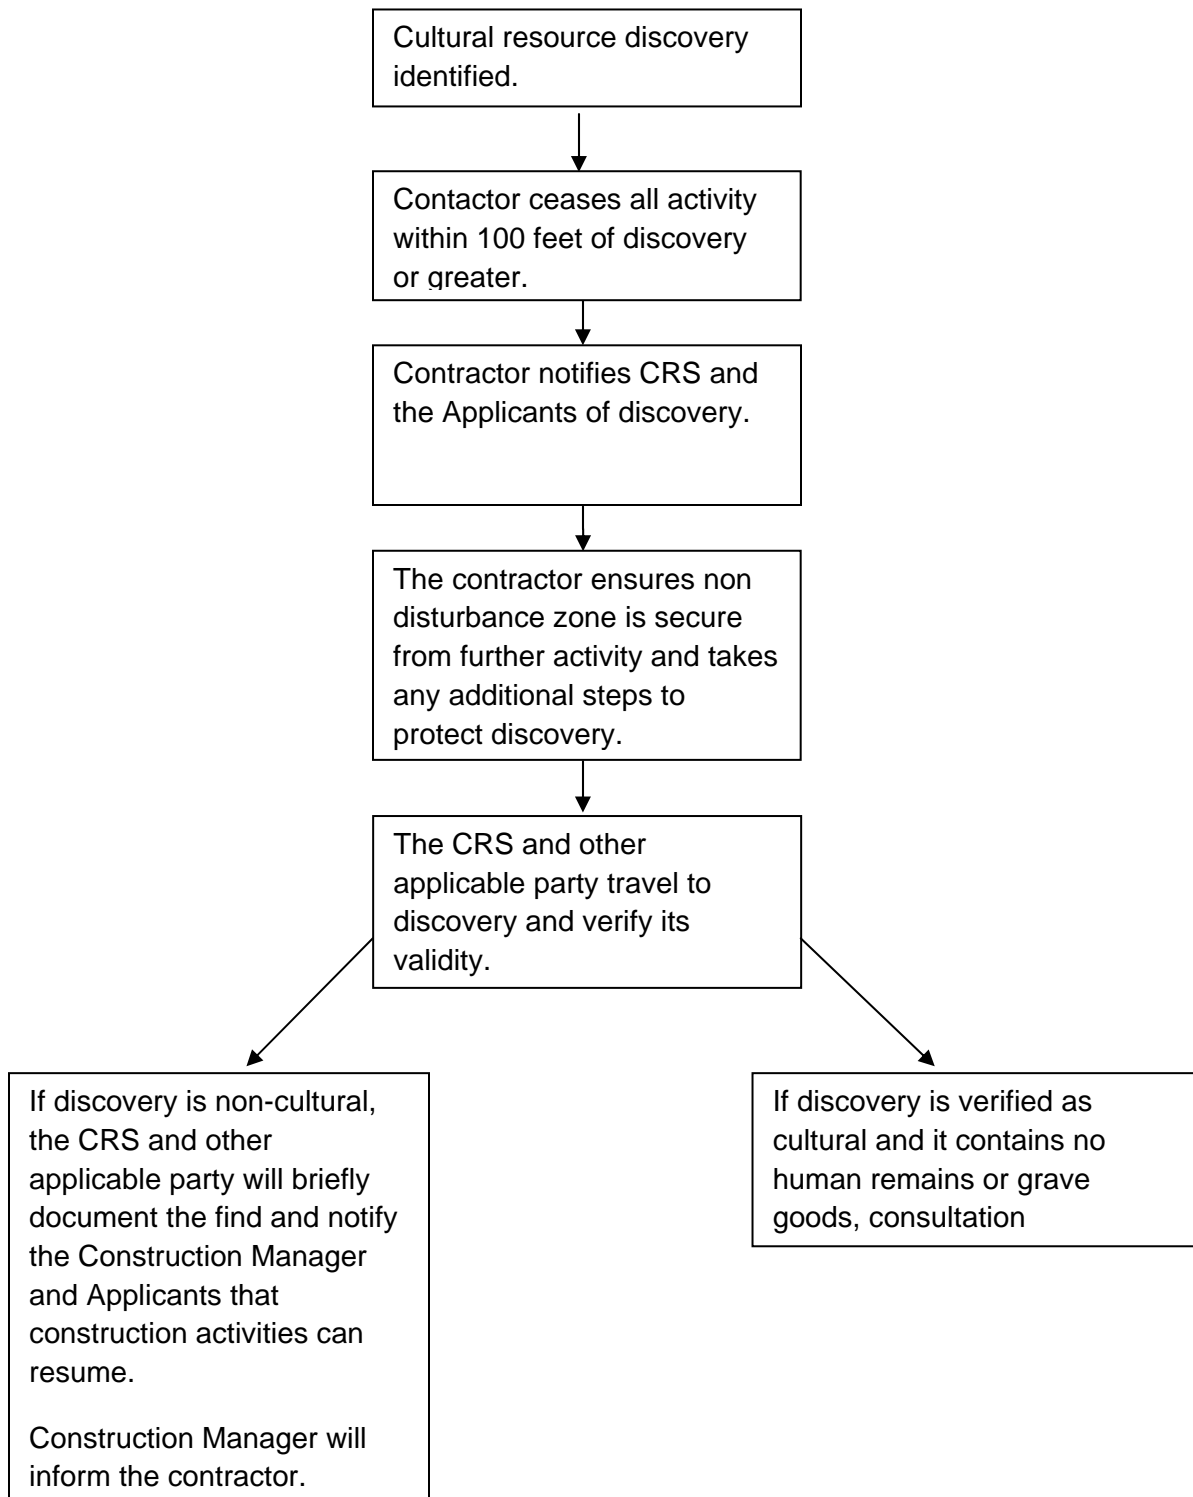 Cultural resource discovery
identified.
Contactor ceases all activity
within 100 feet of discovery
or greater.
Contractor notifies CRS and
the Applicants of discovery.
The contractor ensures non
disturbance zone is secure
from further activity and takes
any additional steps to
protect discovery.
The CRS and other
applicable party travel to
discovery and verify its
validity.
If discovery is non-cultural,
the CRS and other
applicable party will briefly
document the find and notify
the Construction Manager
and Applicants that
construction activities can
resume.
Construction Manager will
inform the contractor.
If discovery is verified as
cultural and it contains no
human remains or grave
goods, consultation